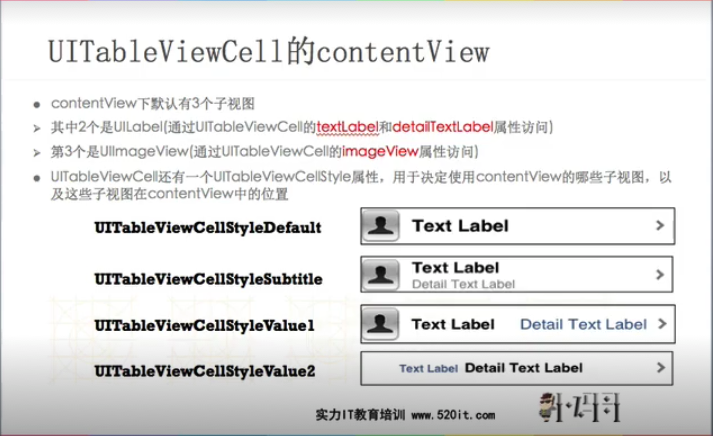 UITableViewCell的contentView
contentView下默认有3个子视图
其中2个是UILabel(通过UITableViewCell的textLabel和detailTextLabel属性访问)
第3个是UIImageView(通过UITableViewCell的imageView属性访问)
UITableViewCell还有一个UITableViewCellStyle属性，用于决定使用contentView的哪些子视图，以
及这些子视图在contentView中的位置
UITableViewCellStyleDefault
Text Label
UITableViewCellStyleSubtitle
Text Label
Detail Text Label
UITableViewCellStyleValue1
Text Label Detail Text Label
UITableViewCellStyleValue2
Text Label Detail Text Label
实力IT教育培训 www.520it.com
小码哥